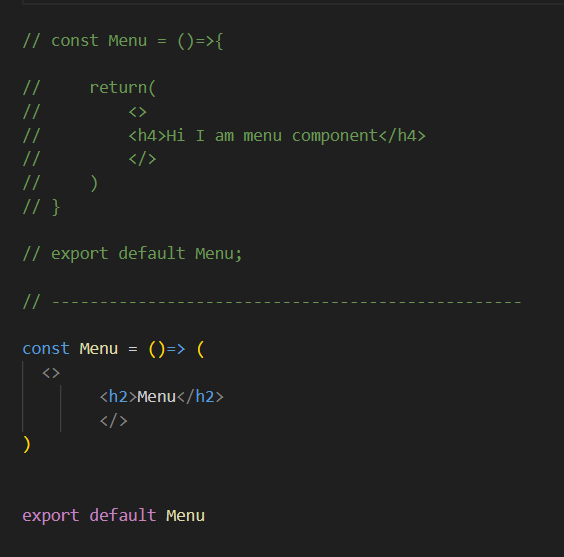 // const Menu = ()=>{
//     return(
//         <>
//         <h4>Hi I am menu component</h4>
//         </>
//     )
// }
// export default Menu;
// -------------------------------------------------
const Menu = ()=> (
  <>
        <h2>Menu</h2>
        </>
)
export default Menu